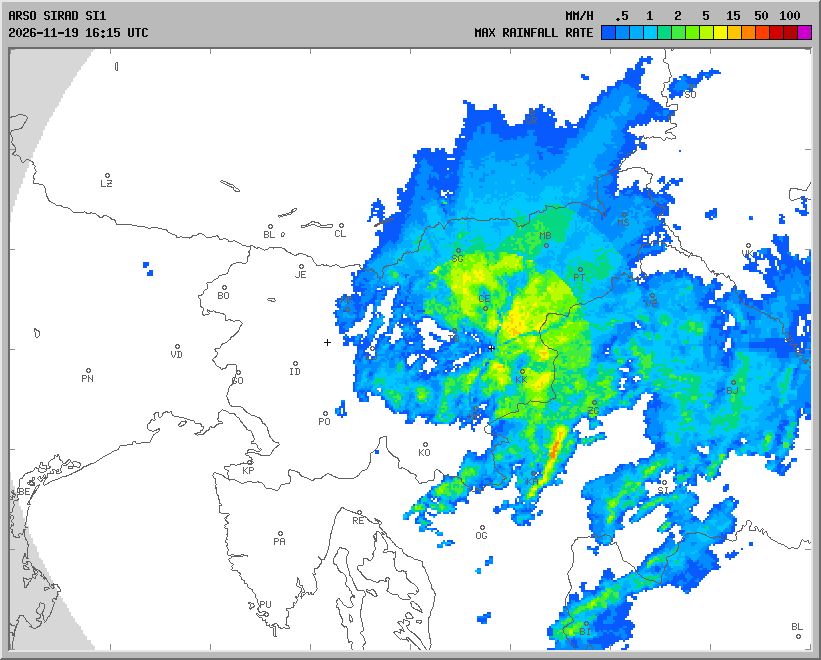 ARSO SIRAD SI1
2026-11-19 16:15 UTC
MM/H .5 1 2 5 15 50 100
MAX RAINFALL RATE
SO
LZ
MS
BL
CL
MB
VK
SG
JE
PT
BO
CE
VD
PN
GO
ID
KK
BJ
PO
ZG
KO
KP
BE
SI
RE
OG
PA
PU
BI
BL